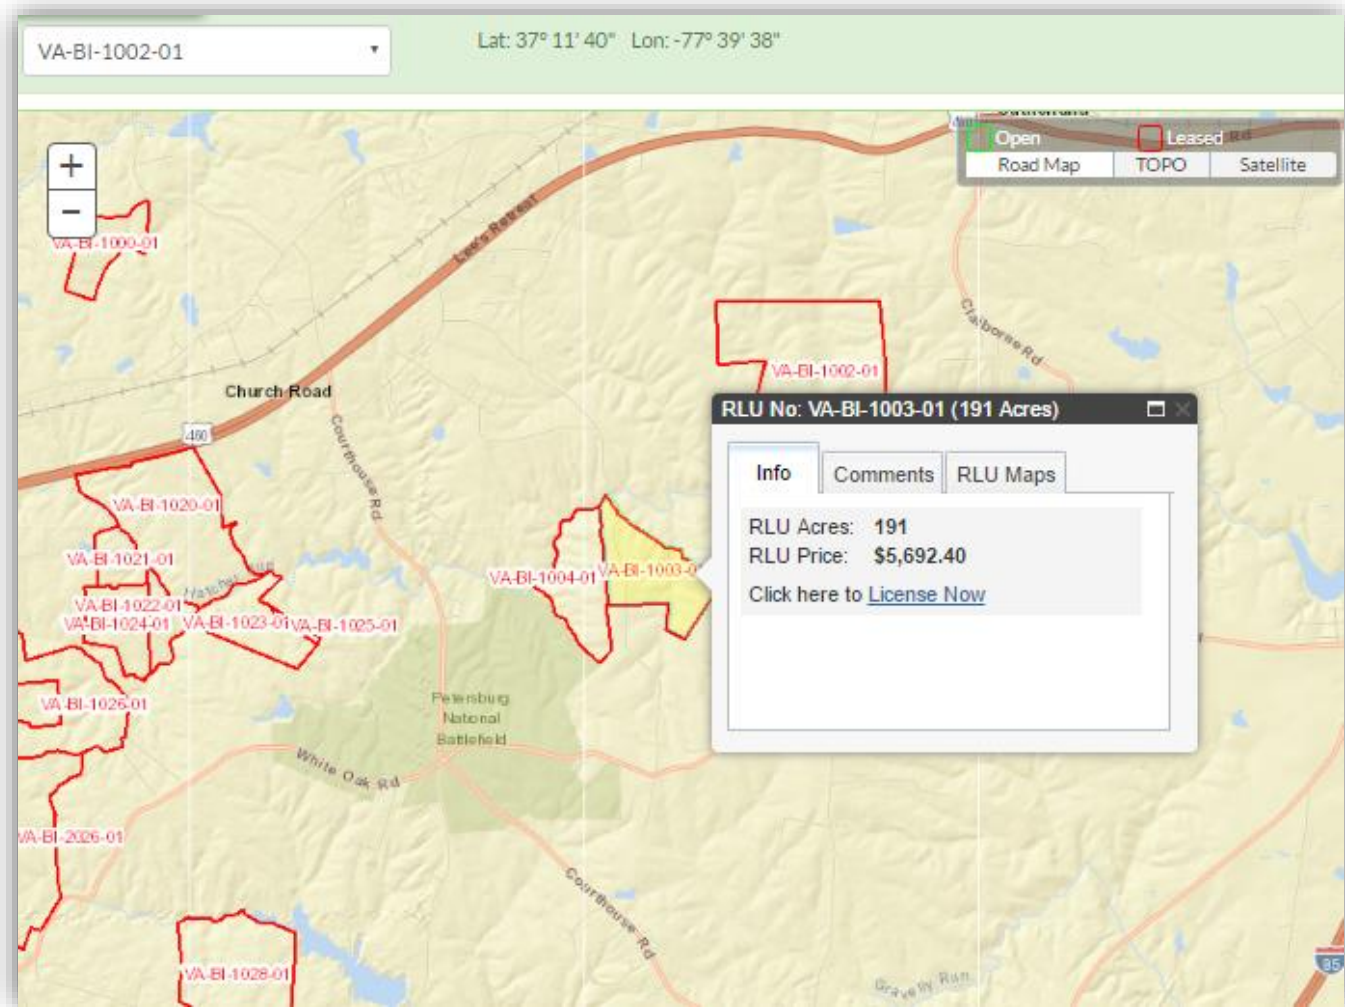 VA-BI-1002-01
Lat: 37° 11' 40" Lon: -77° 39' 38"
Open
Leased
Rd
Road Map
TOPO
Satellite
+
−
VA-BI-1000-01
Lee's Retreat
Claiborne Rd
VA-BI-1002-01
Church Road
460
Courthouse Rd
RLU No: VA-BI-1003-01 (191 Acres)
Info
Comments
RLU Maps
RLU Acres: 191
RLU Price: $5,692.40
Click here to License Now
VA-BI-1020-01
VA-BI-1021-01
Hatcher Run
VA-BI-1004-01
VA-BI-1003-0
VA-BI-1022-01
VA-BI-1024-01
VA-BI-1023-01
VA-BI-1025-01
VA-BI-1026-01
Petersburg
National
Battlefield
White Oak Rd
VA-BI-2026-01
Courthouse Rd
VA-BI-1028-01
Gravelly Run
85